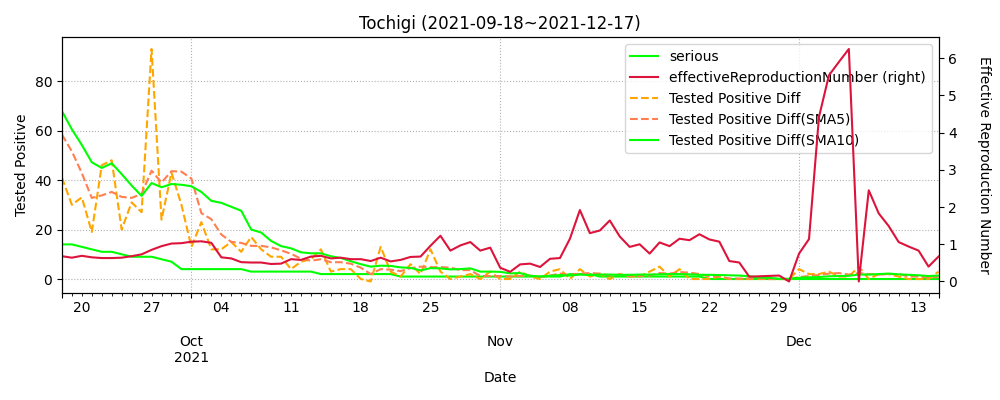 Tochigi (2021-09-18~2021-12-17)
serious
effectiveReproductionNumber (right)
Tested Positive Diff
Tested Positive Diff(SMA5)
Tested Positive Diff(SMA10)
Tested Positive
80
60
40
20
0
Effective Reproduction Number
6
5
4
3
2
1
0
20 27 04 11 18 25 08 15 22 29 06 13
Oct Nov Dec
2021
Date